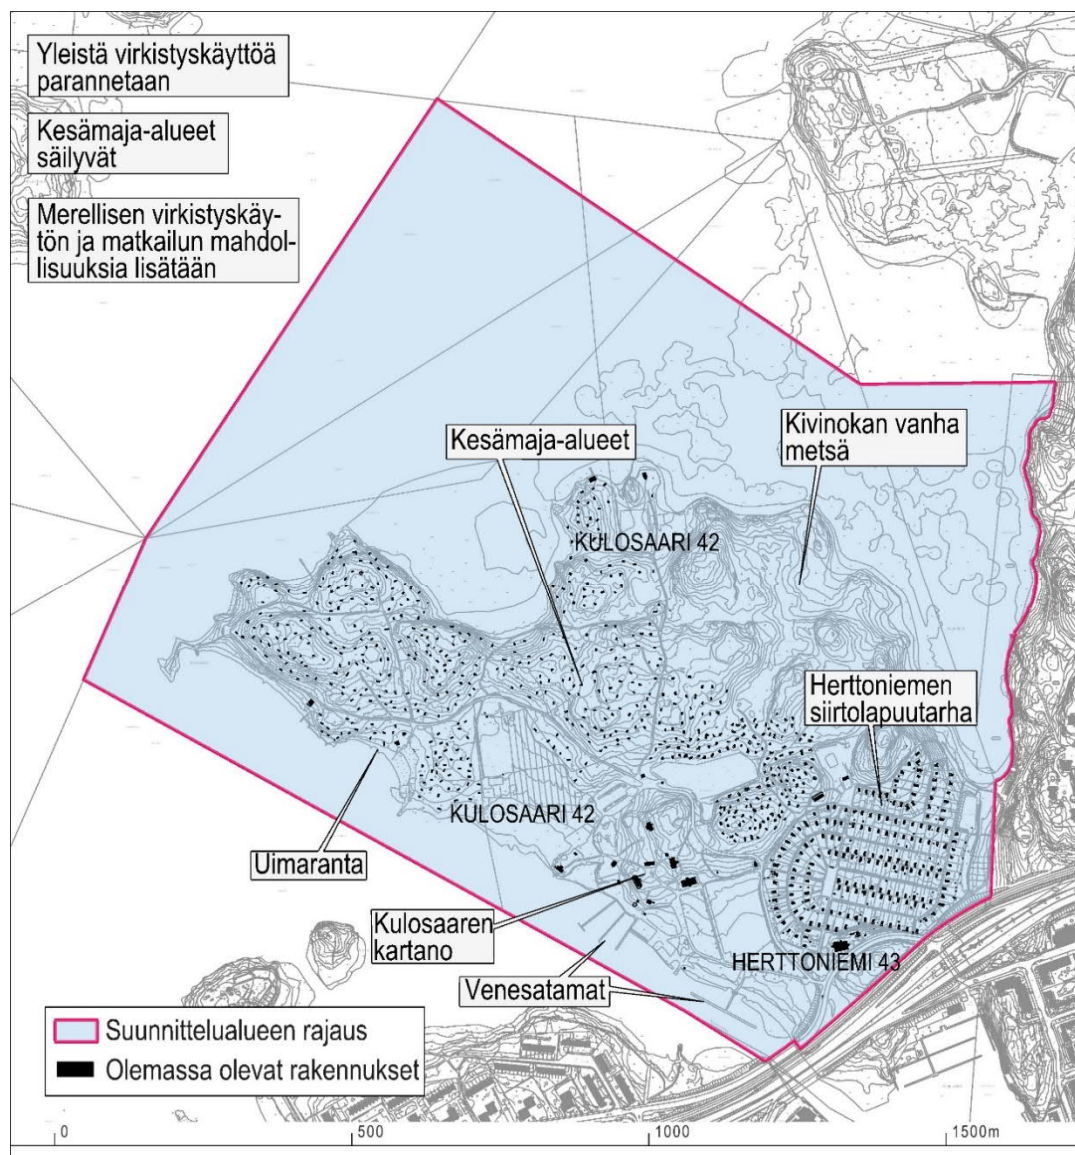 Yleistä virkistyskäyttöä
parannetaan
Kesämaja-alueet
säilyvät
Merellisen virkistyskäy-
tön ja matkailun mahdol-
lisuuksia lisätään
Kesämaja-alueet
Kivinokan vanha
metsä
KULOSAARI 42
Herttoniemen
siirtolapuutarha
KULOSAARI 42
Uimaranta
Kulosaaren
kartano
HERTTONIEMI 43
Venesatamat
Suunnittelualueen rajaus
Olemassa olevat rakennukset
0 500 1000 1500m